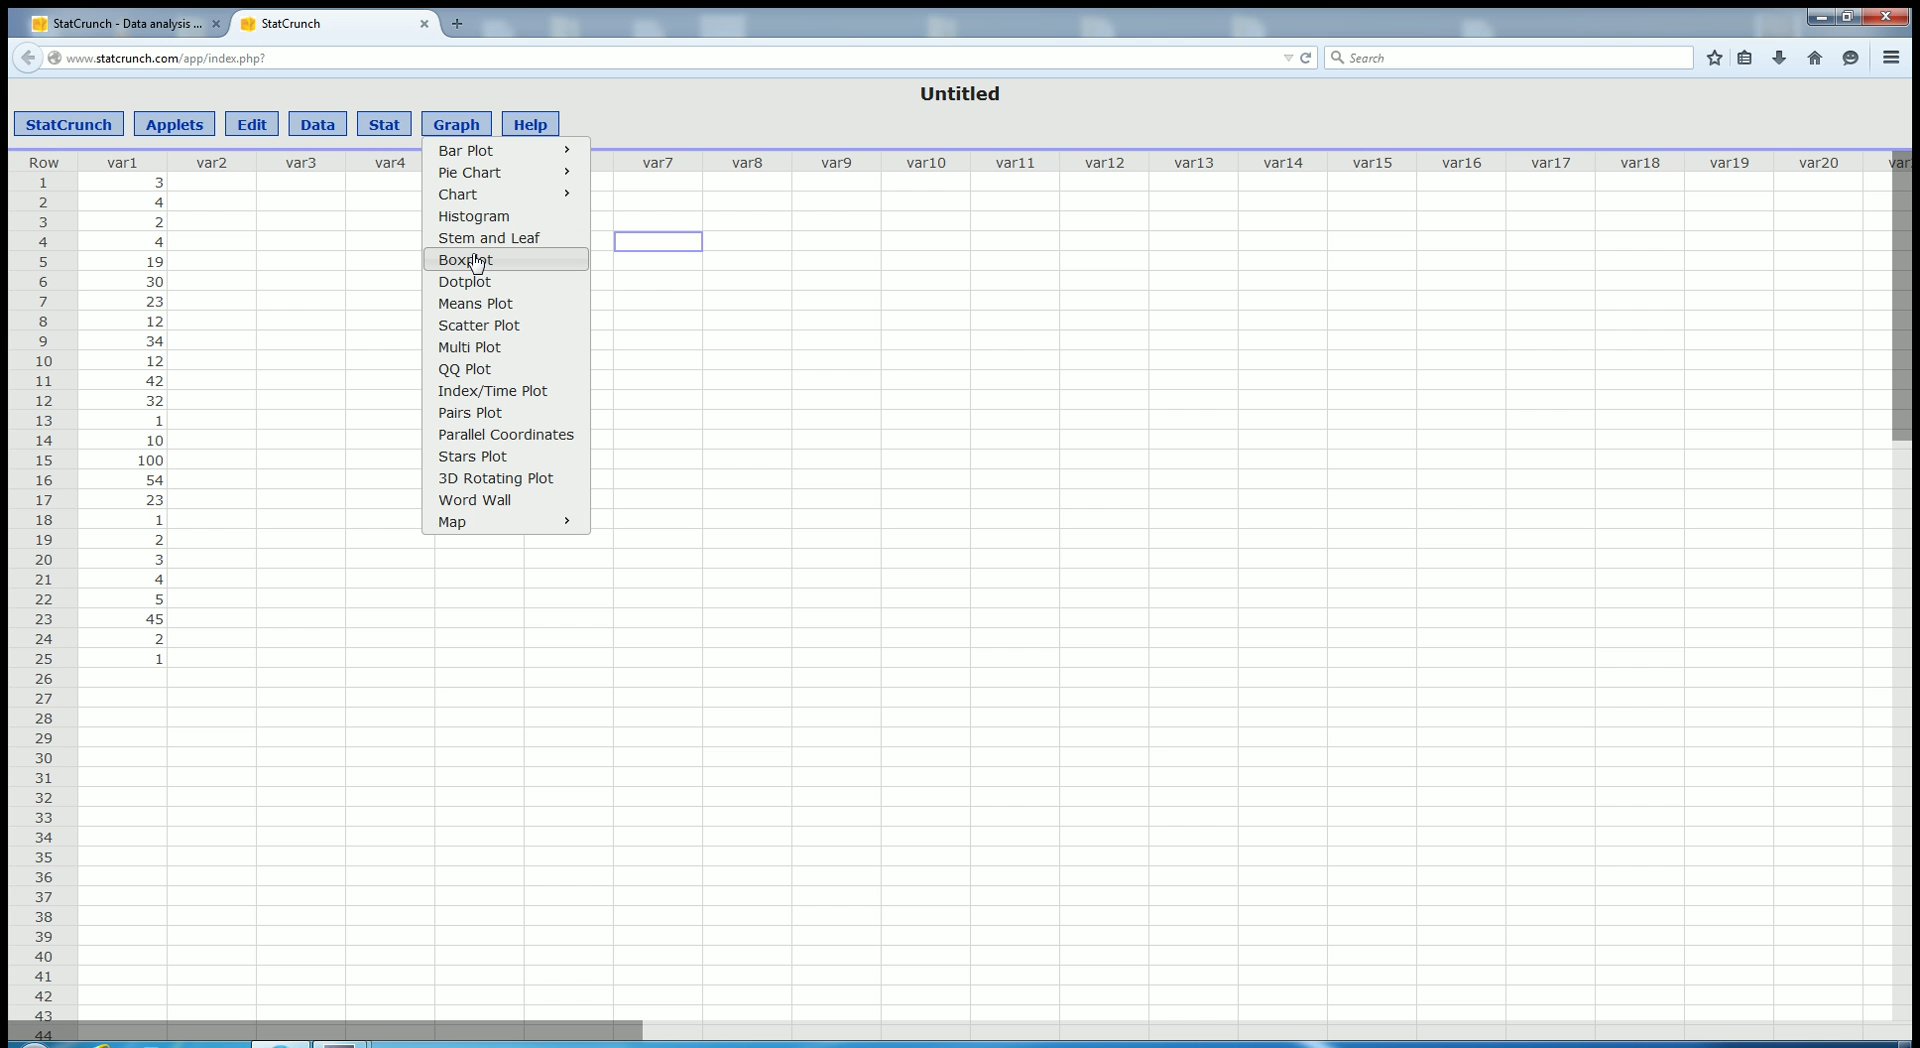 StatCrunch - Data analysis ...
StatCrunch
www.statcrunch.com/app/index.php?
Search
Untitled
StatCrunch Applets Edit Data Stat Graph Help
Bar Plot
Pie Chart
Chart
Histogram
Stem and Leaf
Boxplot
Dotplot
Means Plot
Scatter Plot
Multi Plot
QQ Plot
Index/Time Plot
Pairs Plot
Parallel Coordinates
Stars Plot
3D Rotating Plot
Word Wall
Map
Row var1 var2 var3 var4 var7 var8 var9 var10 var11 var12 var13 var14 var15 var16 var17 var18 var19 var20 var
1 3
2 4
3 2
4 4
5 19
6 30
7 23
8 12
9 34
10 12
11 42
12 32
13 1
14 10
15 100
16 54
17 23
18 1
19 2
20 3
21 4
22 5
23 45
24 2
25 1
26
27
28
29
30
31
32
33
34
35
36
37
38
39
40
41
42
43
44